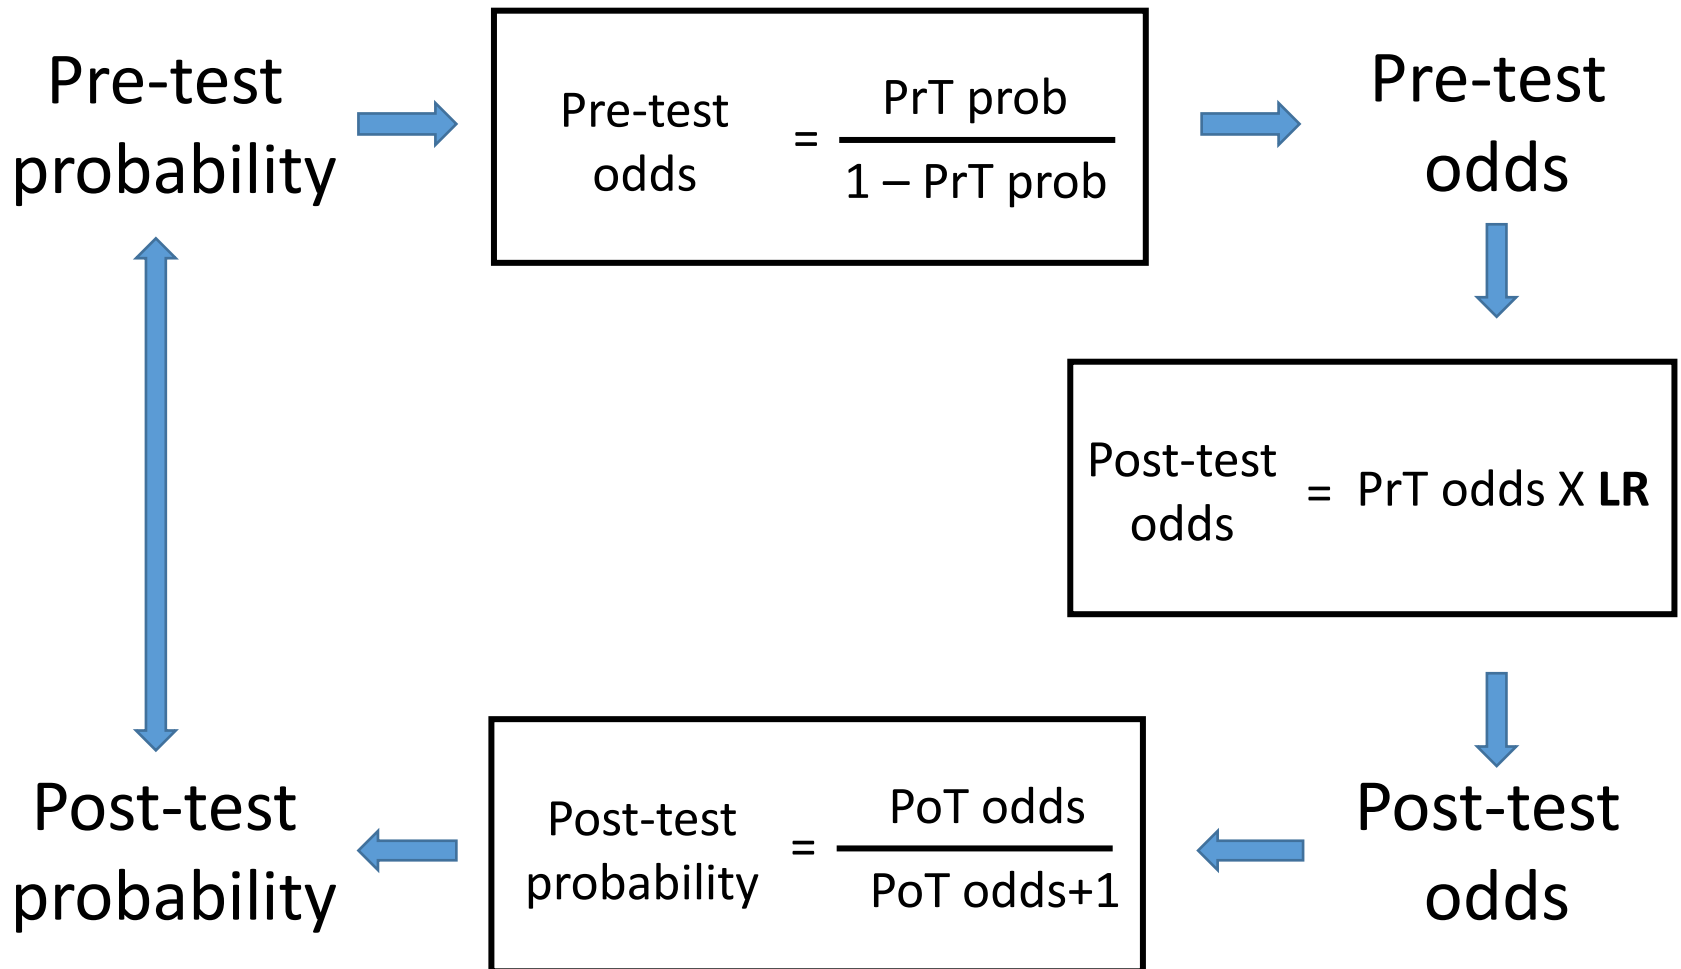 Pre-test
probability
Pre-test
odds
=
PrT prob
1 – PrT prob
Pre-test
odds
Post-test
odds
= PrT odds X LR
Post-test
probability
Post-test
probability
=
PoT odds
PoT odds+1
Post-test
odds